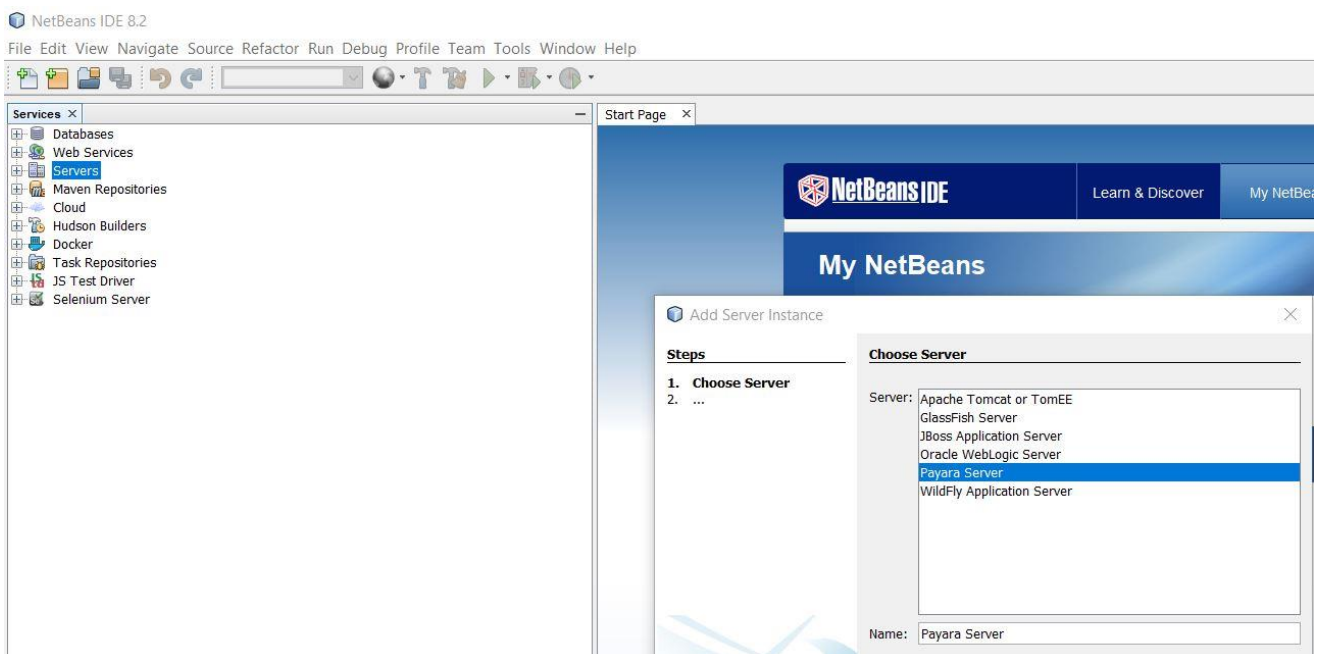 NetBeans IDE 8.2
File Edit View Navigate Source Refactor Run Debug Profile Team Tools Window Help
Services
Databases
Web Services
Servers
Maven Repositories
Cloud
Hudson Builders
Docker
Task Repositories
JS Test Driver
Selenium Server
Start Page
NetBeans IDE
Learn & Discover
My NetBea
My NetBeans
Add Server Instance
Steps
1. Choose Server
2. ...
Choose Server
Server:
Apache Tomcat or TomEE
GlassFish Server
JBoss Application Server
Oracle WebLogic Server
Payara Server
WildFly Application Server
Name: Payara Server